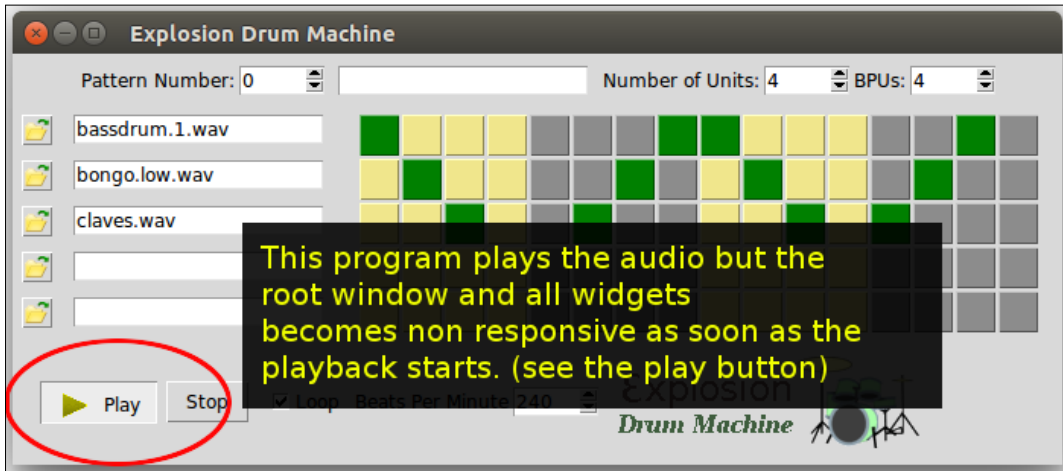 Explosion Drum Machine
Pattern Number: 0 Number of Units: 4 BPUs: 4
bassdrum.1.wav
bongo.low.wav
claves.wav
This program plays the audio but the
root window and all widgets
becomes non responsive as soon as the
playback starts. (see the play button)
Play Stop Loop Beats Per Minute 240 Explosion
Drum Machine